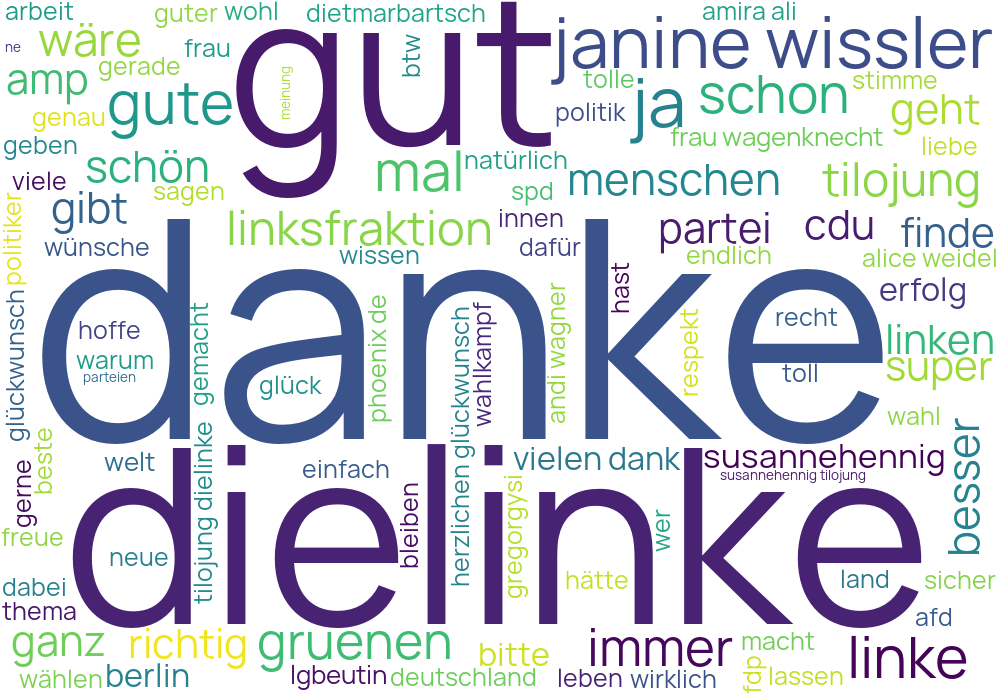 arbeit
guter
wohl
dietmarbartsch
amira ali
ne
wäre
frau
gut
btw
janine wissler
amp
gerade
meinung
tolle
ja
schon
stimme
genau
gute
politik
geht
geben
frau wagenknecht
liebe
schön
mal
natürlich
menschen
tilojung
viele
sagen
spd
politiker
gibt
linksfraktion
innen
partei
cdu
finde
wünsche
wissen
dafür
endlich
alice weidel
danke
hast
erfolg
glückwunsch
hoffe
gemacht
phoenix de
herzlichen glückwunsch
wahlkampf
andi wagner
respekt
recht
linken
warum
parteien
glück
toll
super
wahl
beste
welt
tilojung dielinke
einfach
vielen dank
susannehennig
besser
gerne
susannehennig tilojung
dielinke
bleiben
gregorgysi
wer
freue
neue
hätte
land
sicher
dabei
thema
afd
ganz
richtig
gruenen
bitte
immer
macht
linke
wählen
berlin
lgbeutin
deutschland
leben
wirklich
fdp
lassen